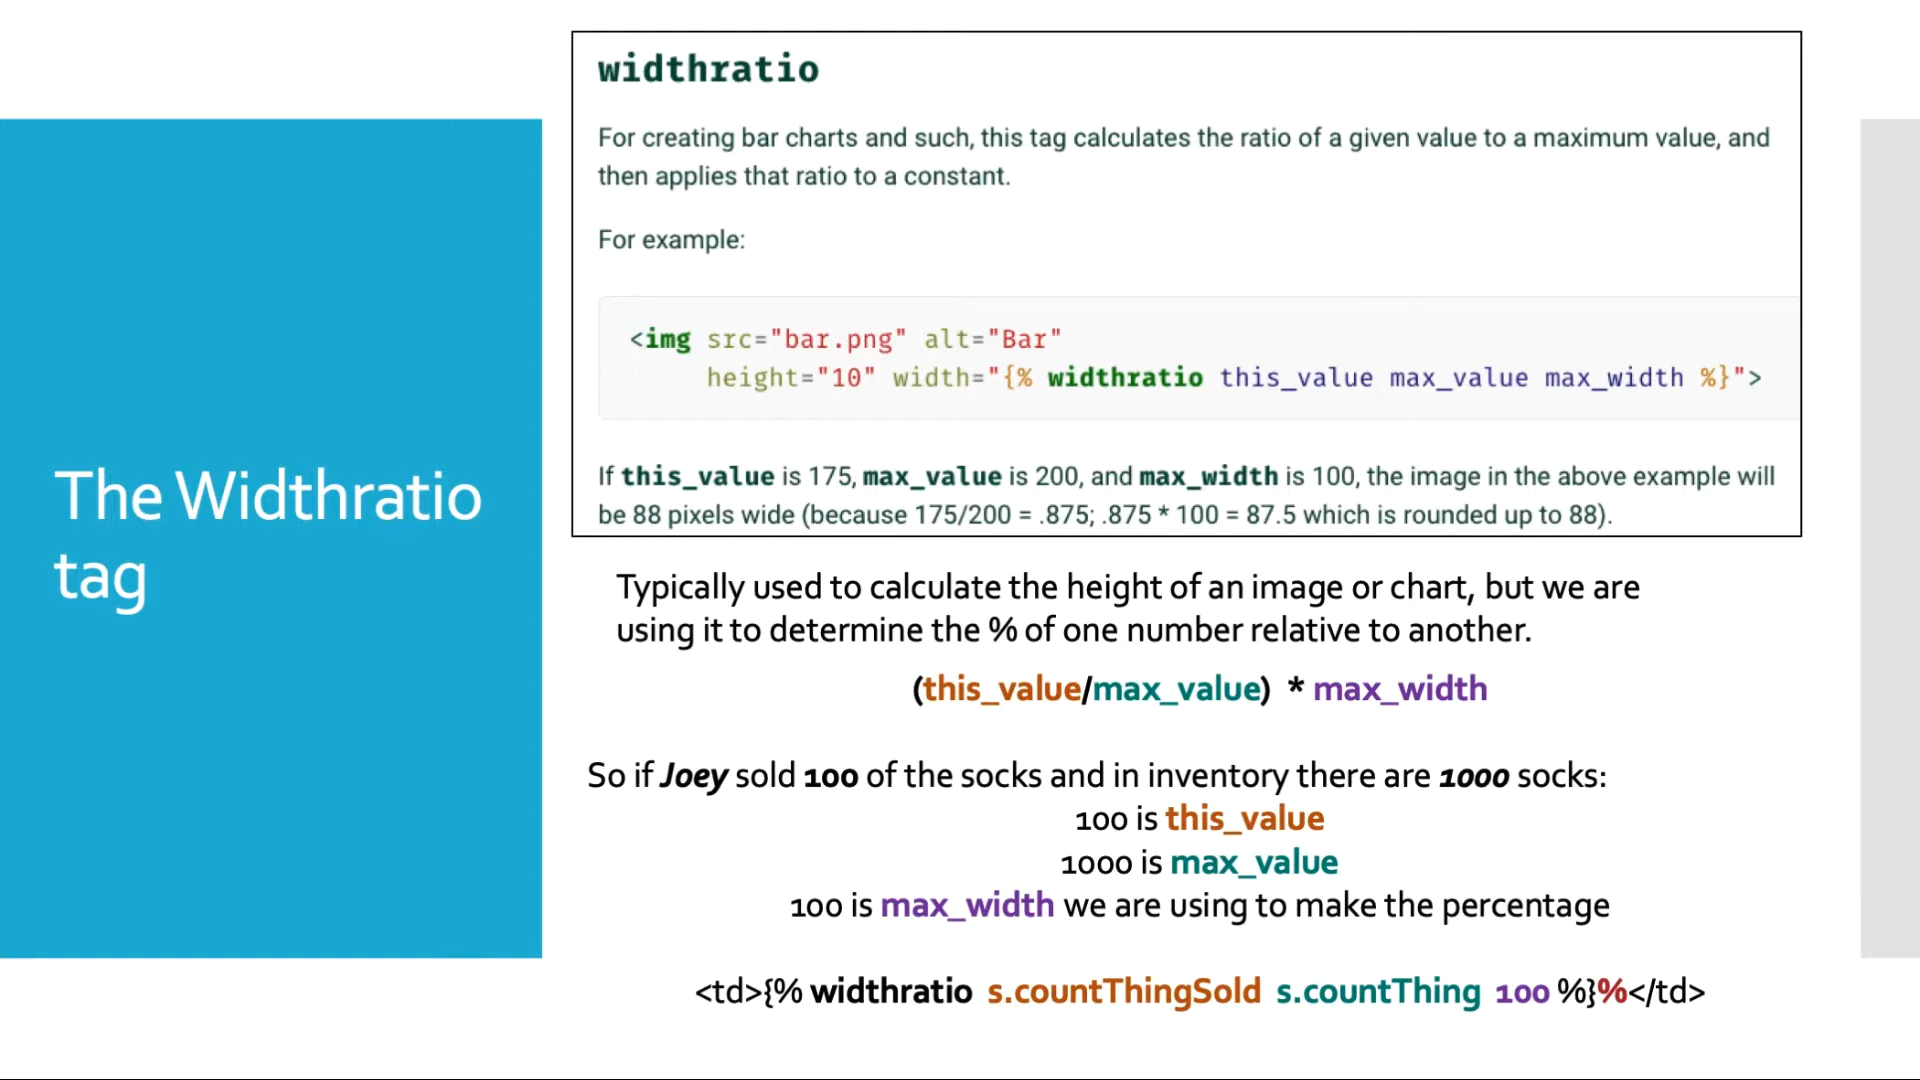 The Widthratio
tag
widthratio
For creating bar charts and such, this tag calculates the ratio of a given value to a maximum value, and
then applies that ratio to a constant.
For example:
<img src="bar.png" alt="Bar"
height="10" width="{% widthratio this_value max_value max_width %}">
If this_value is 175, max_value is 200, and max_width is 100, the image in the above example will
be 88 pixels wide (because 175/200 = .875; .875 * 100 = 87.5 which is rounded up to 88).
Typically used to calculate the height of an image or chart, but we are
using it to determine the % of one number relative to another.
(this_value/max_value) * max_width
So if Joey sold 100 of the socks and in inventory there are 1000 socks:
100 is this_value
1000 is max_value
100 is max_width we are using to make the percentage
<td>{% widthratio s.countThingSold s.countThing 100 %}%</td>